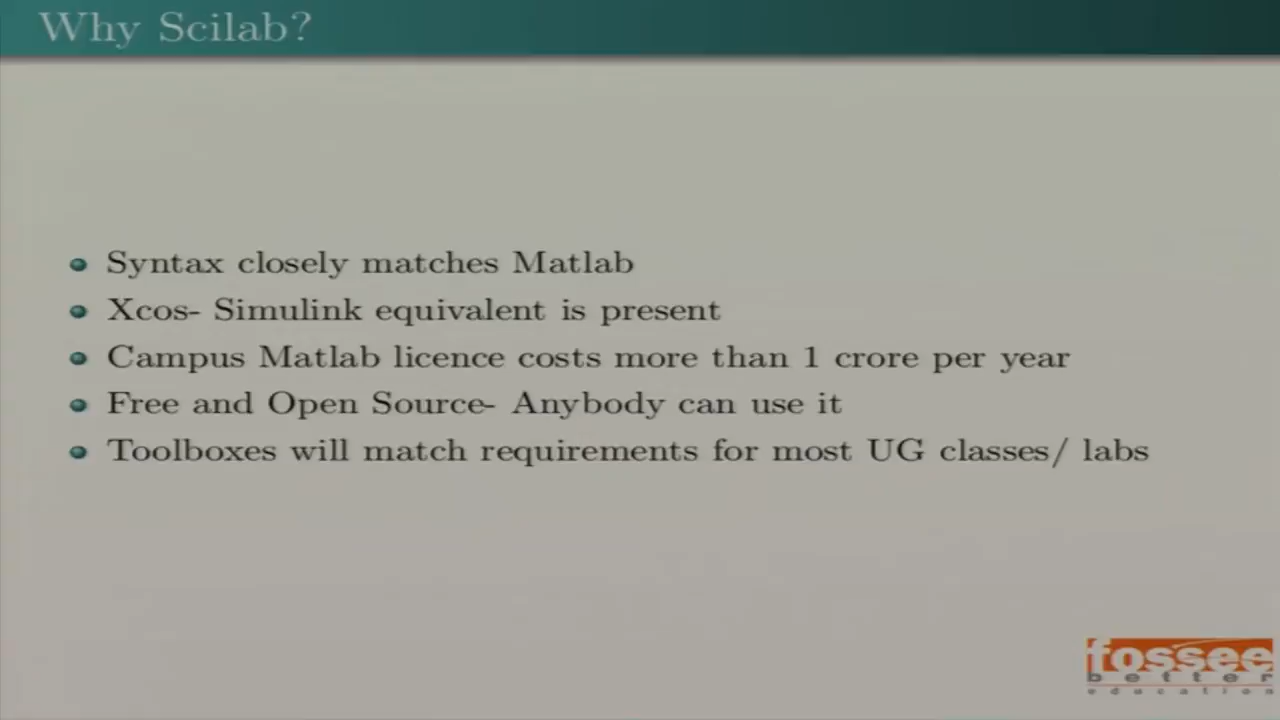 Why Scilab?
Syntax closely matches Matlab
Xcos- Simulink equivalent is present
Campus Matlab licence costs more than 1 crore per year
Free and Open Source- Anybody can use it
Toolboxes will match requirements for most UG classes/ labs
fossee
better
education